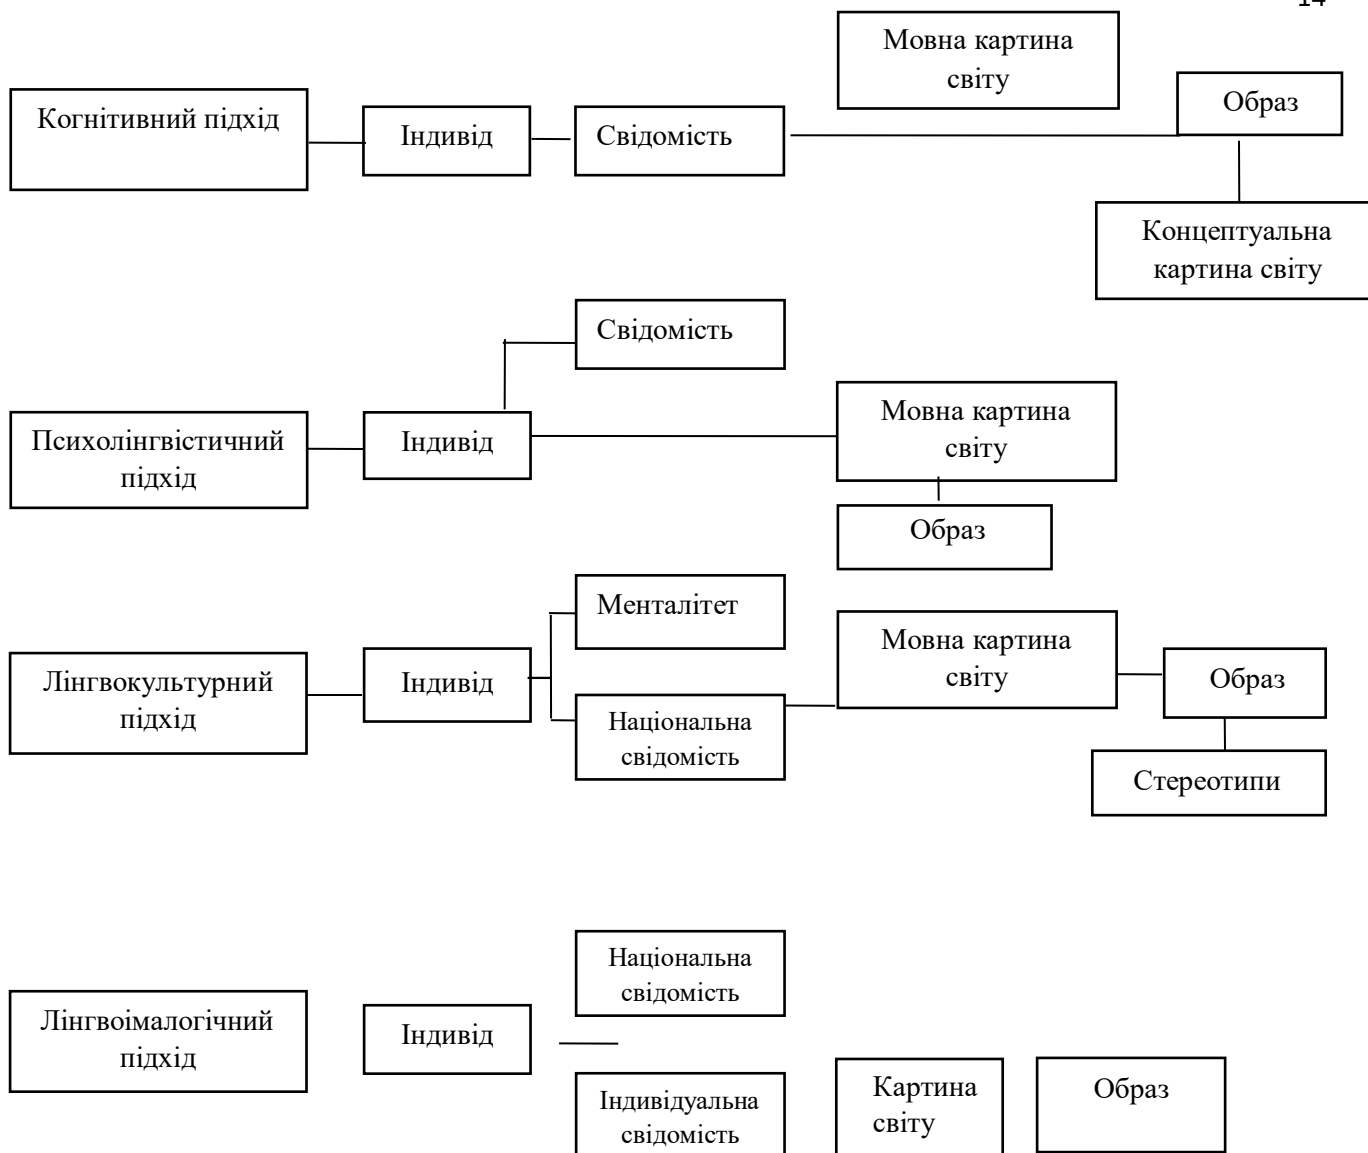 14
Мовна картина
світу
Когнітивний підхід
Індивід
Свідомість
Образ
Концептуальна
картина світу
Свідомість
Психолінгвістичний
підхід
Індивід
Мовна картина
світу
Образ
Менталітет
Лінгвокультурний
підхід
Індивід
Національна
свідомість
Мовна картина
світу
Образ
Стереотипи
Національна
свідомість
Лінгвоімалогічний
підхід
Індивід
Індивідуальна
свідомість
Картина
світу
Образ